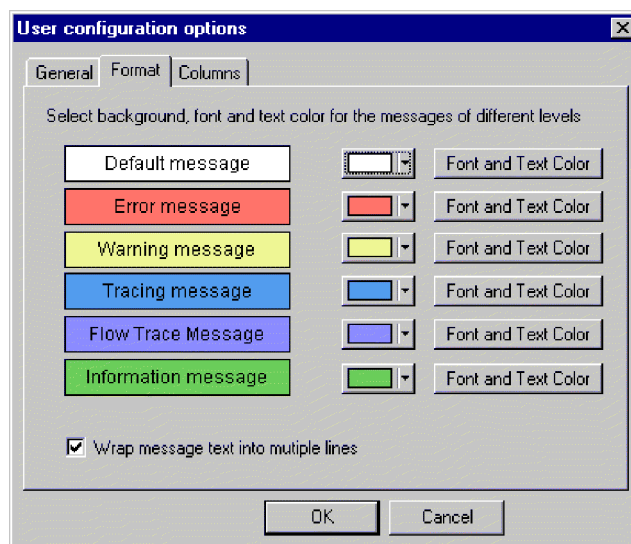 User configuration options
General Format Columns
Select background, font and text color for the messages of different levels
Default message Font and Text Color
Error message Font and Text Color
Warning message Font and Text Color
Tracing message Font and Text Color
Flow Trace Message Font and Text Color
Information message Font and Text Color
Wrap message text into mutiple lines
OK Cancel